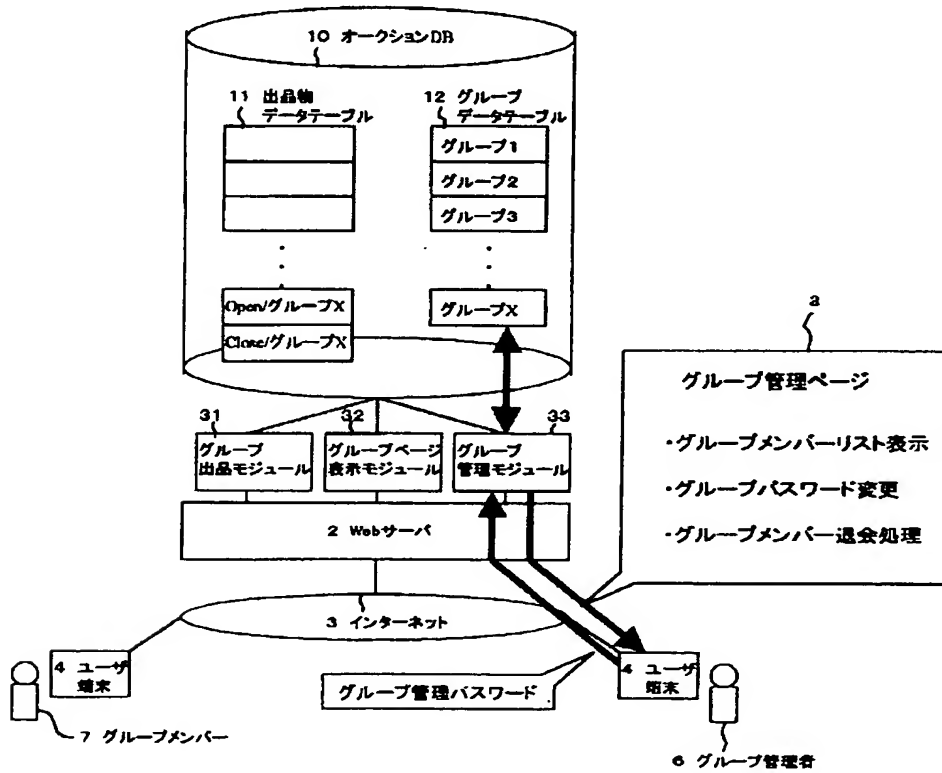 10 オークションDB
11 出品物
データテーブル
12 グループ
データテーブル
グループ1
グループ2
グループ3
Open/グループX
Close/グループX
グループX
a
グループ管理ページ
・グループメンバーリスト表示
・グループパスワード変更
・グループメンバー退会処理
31
グループ
出品モジュール
32
グループページ
表示モジュール
33
グループ
管理モジュール
2 Webサーバ
3 インターネット
4 ユーザ
端末
4 ユーザ
端末
グループ管理パスワード
7 グループメンバー
6 グループ管理者